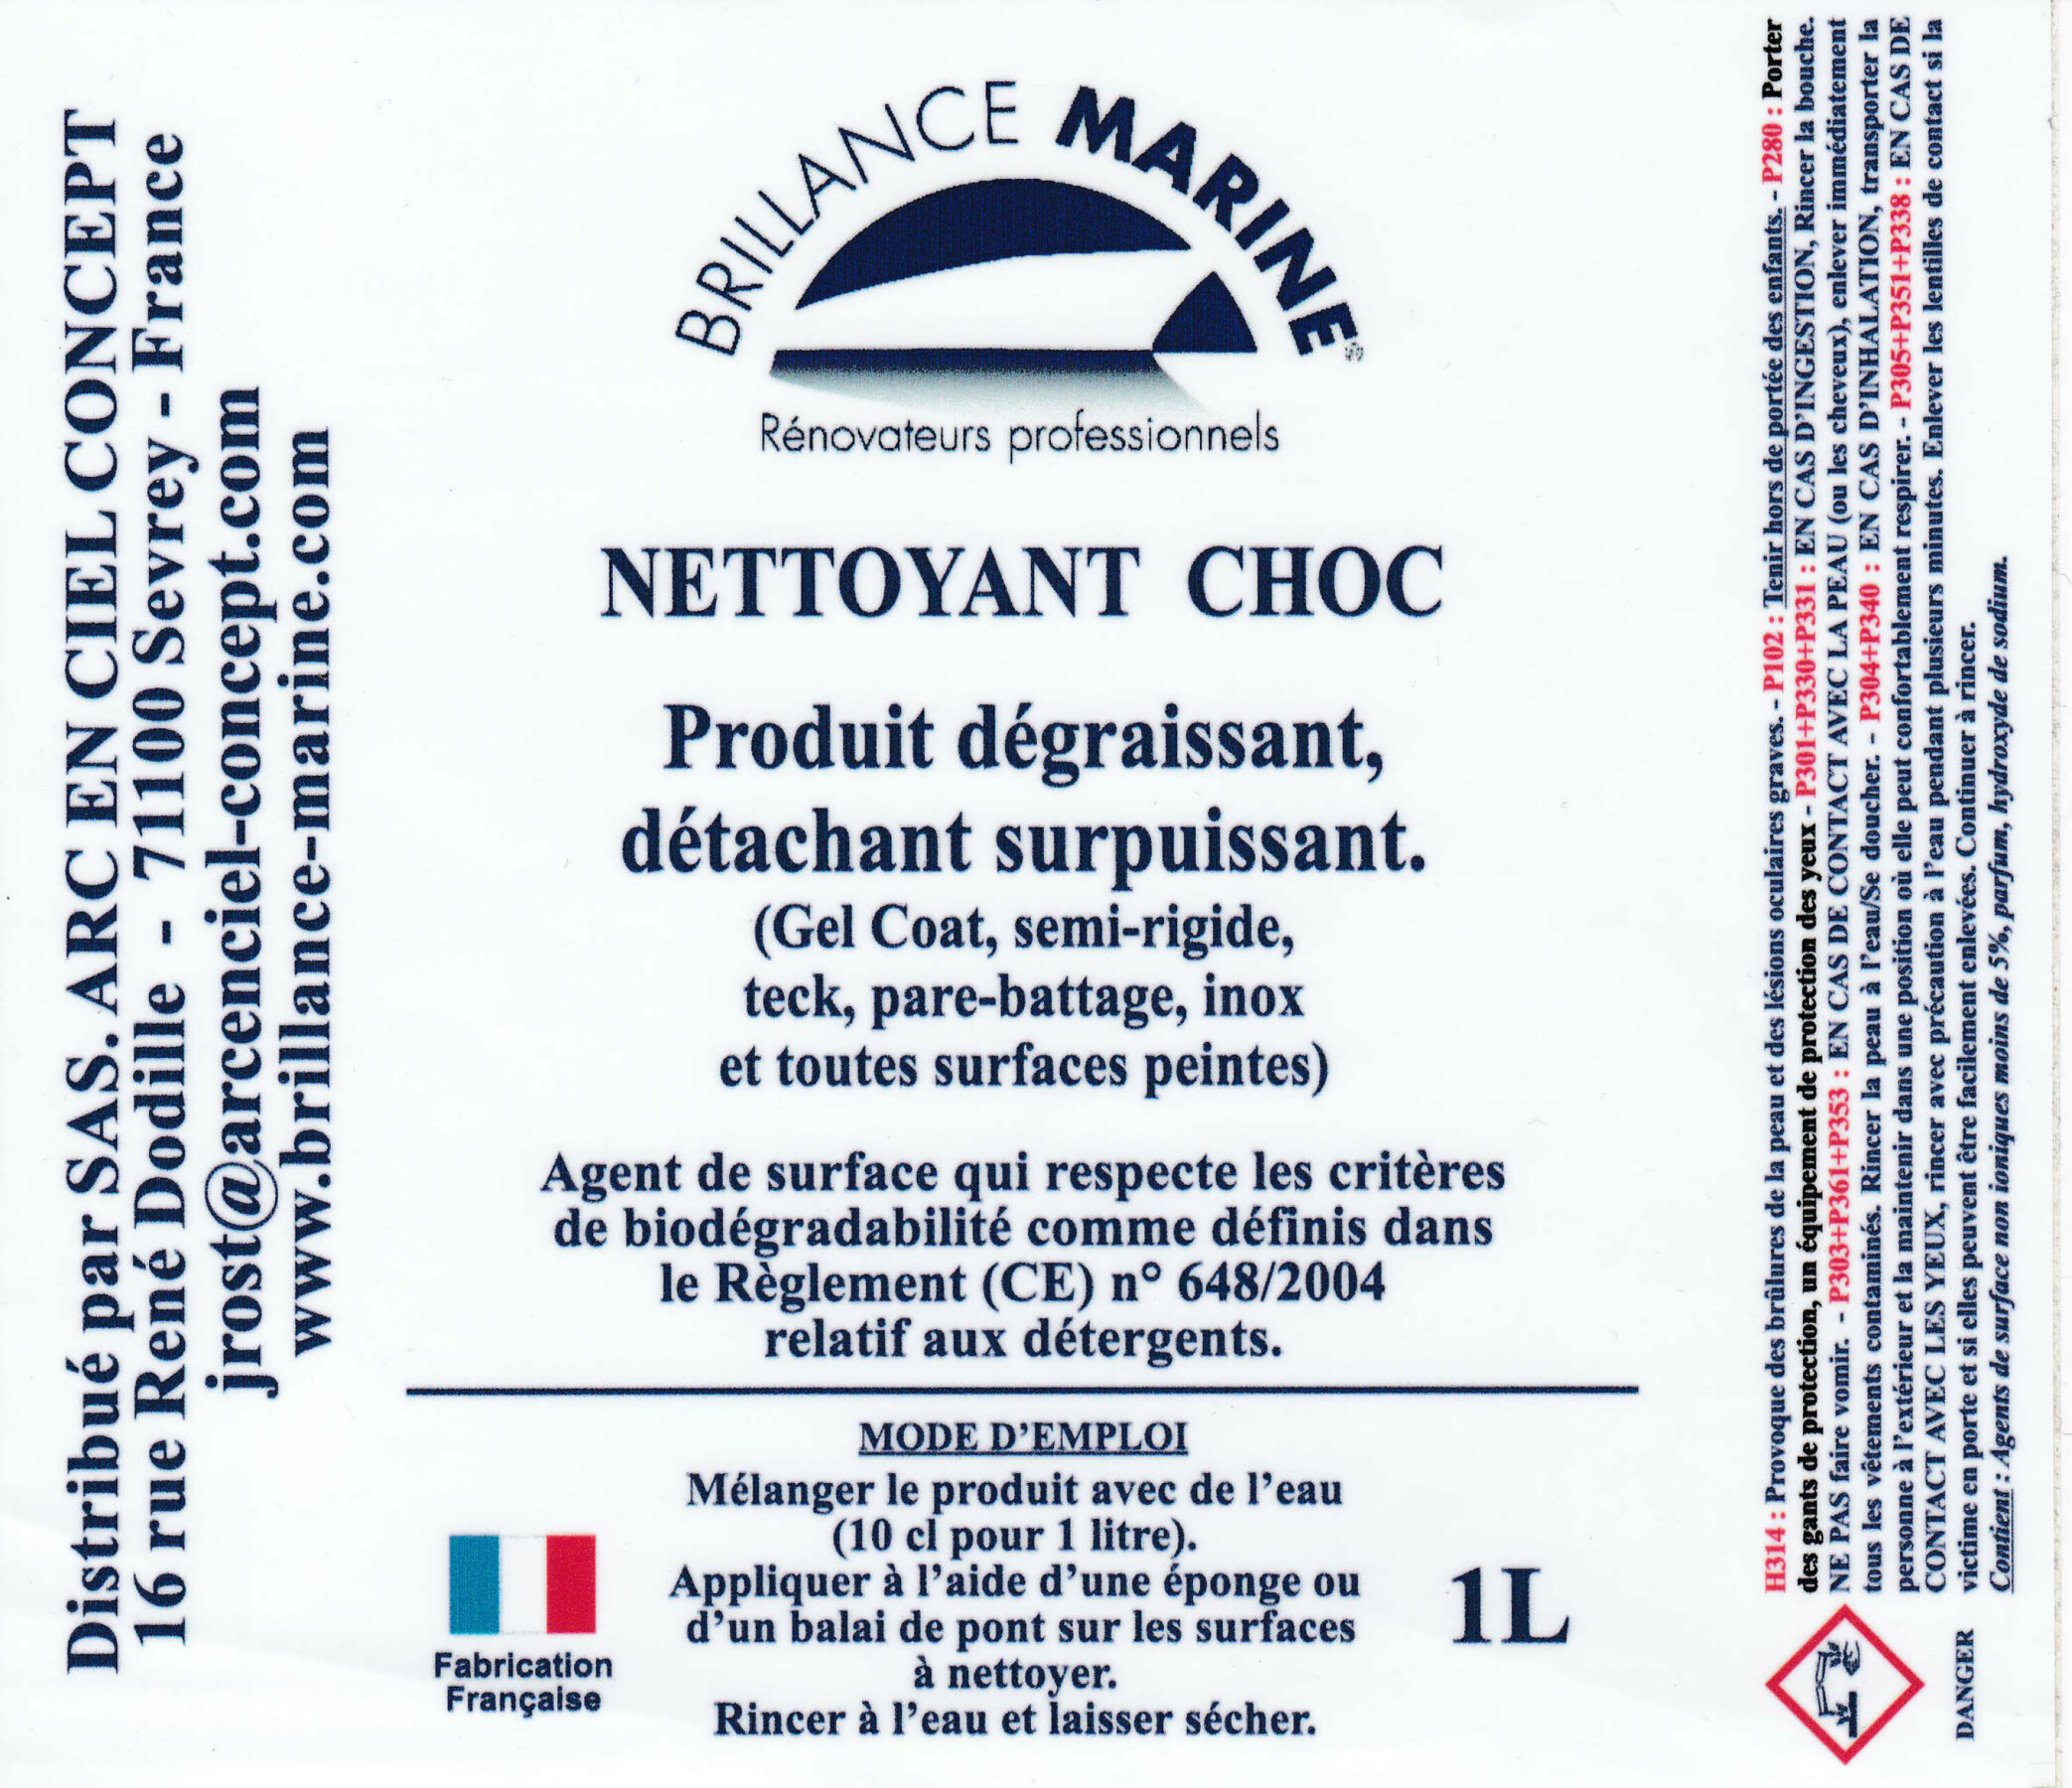 Distribué par SAS. ARC EN CIEL CONCEPT
16 rue René Dodille - 71100 Sevrey - France
jrost@arcenciel-concept.com
www.brillance-marine.com
BRILLANCE MARINE®
Rénovateurs professionnels
NETTOYANT CHOC
Produit dégraissant,
détachant surpuissant.
(Gel Coat, semi-rigide,
teck, pare-battage, inox
et toutes surfaces peintes)
Agent de surface qui respecte les critères
de biodégradabilité comme définis dans
le Règlement (CE) n° 648/2004
relatif aux détergents.
MODE D'EMPLOI
Mélanger le produit avec de l'eau
(10 cl pour 1 litre).
Appliquer à l'aide d'une éponge ou
d'un balai de pont sur les surfaces
à nettoyer.
Rincer à l'eau et laisser sécher.
Fabrication
Française
1L
H314 : Provoque des brûlures de la peau et des lésions oculaires graves. - P102 : Tenir hors de portée des enfants. - P280 : Porter
des gants de protection, un équipement de protection des yeux - P301+P330+P331 : EN CAS D'INGESTION, Rincer la bouche.
NE PAS faire vomir. - P303+P361+P353 : EN CAS DE CONTACT AVEC LA PEAU (ou les cheveux), enlever immédiatement
tous les vêtements contaminés. Rincer la peau à l'eau/Se doucher. - P304+P340 : EN CAS D'INHALATION, transporter la
personne à l'extérieur et la maintenir dans une position où elle peut confortablement respirer. - P305+P351+P338 : EN CAS DE
CONTACT AVEC LES YEUX, rincer avec précaution à l'eau pendant plusieurs minutes. Enlever les lentilles de contact si la
victime en porte et si elles peuvent être facilement enlevées. Continuer à rincer.
Contient : Agents de surface non ioniques moins de 5%, parfum, hydroxyde de sodium.
DANGER